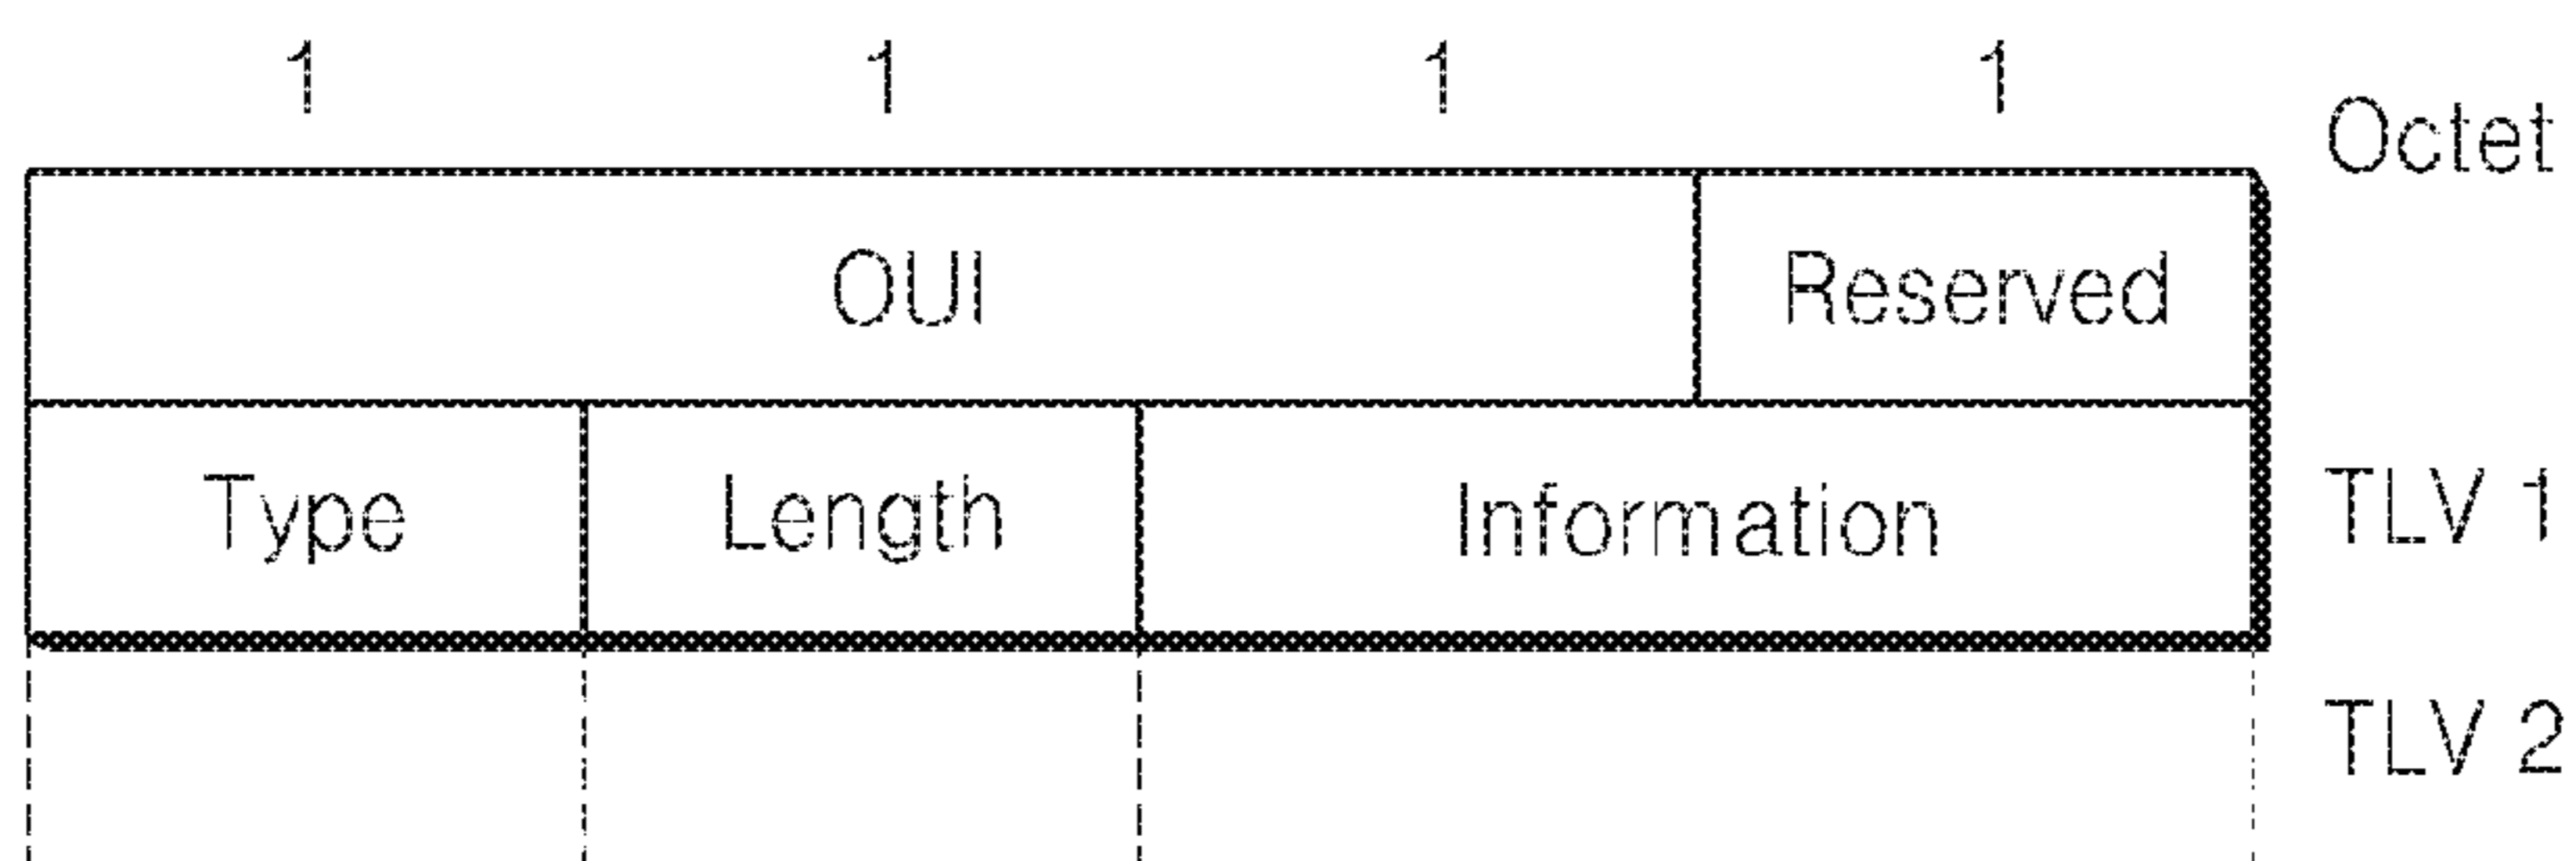 1 1 1 1
Octet
OUI Reserved
Type Length Information TLV 1
TLV 2